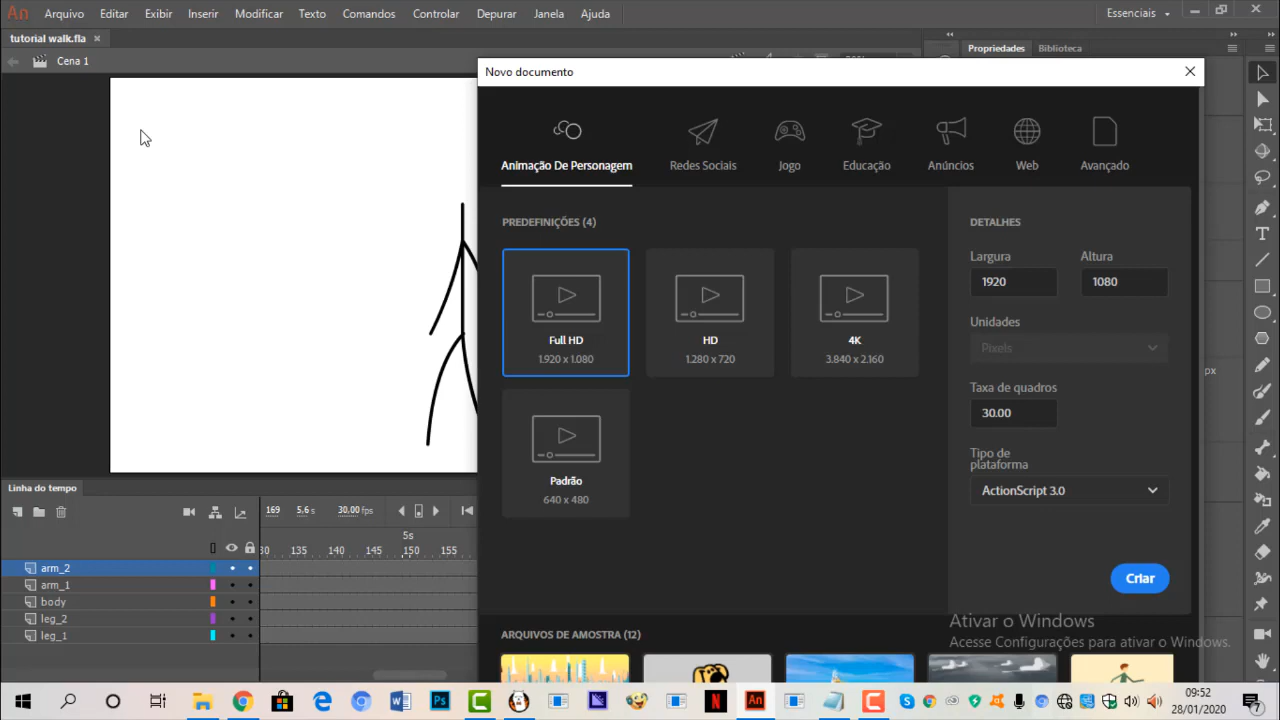 An Arquivo Editar Exibir Inserir Modificar Texto Comandos Controlar Depurar Janela Ajuda Essenciais
tutorial walk.fla
Propriedades Biblioteca
Cena 1
Novo documento
Animação De Personagem Redes Sociais Jogo Educação Anúncios Web Avançado
PREDEFINIÇÕES (4)
Full HD
1.920 x 1.080
HD
1.280 x 720
4K
3.840 x 2.160
Padrão
640 x 480
DETALHES
Largura Altura
1920 1080
Unidades
Pixels
px
Taxa de quadros
30.00
Tipo de
plataforma
ActionScript 3.0
Criar
Linha do tempo
169 5.6 s 30.00 fps
5s
130 135 140 145 150 155
arm_2
arm_1
body
leg_2
leg_1
ARQUIVOS DE AMOSTRA (12)
Ativar o Windows
Acesse Configurações para ativar o Windows.
09:52
28/01/2020
7